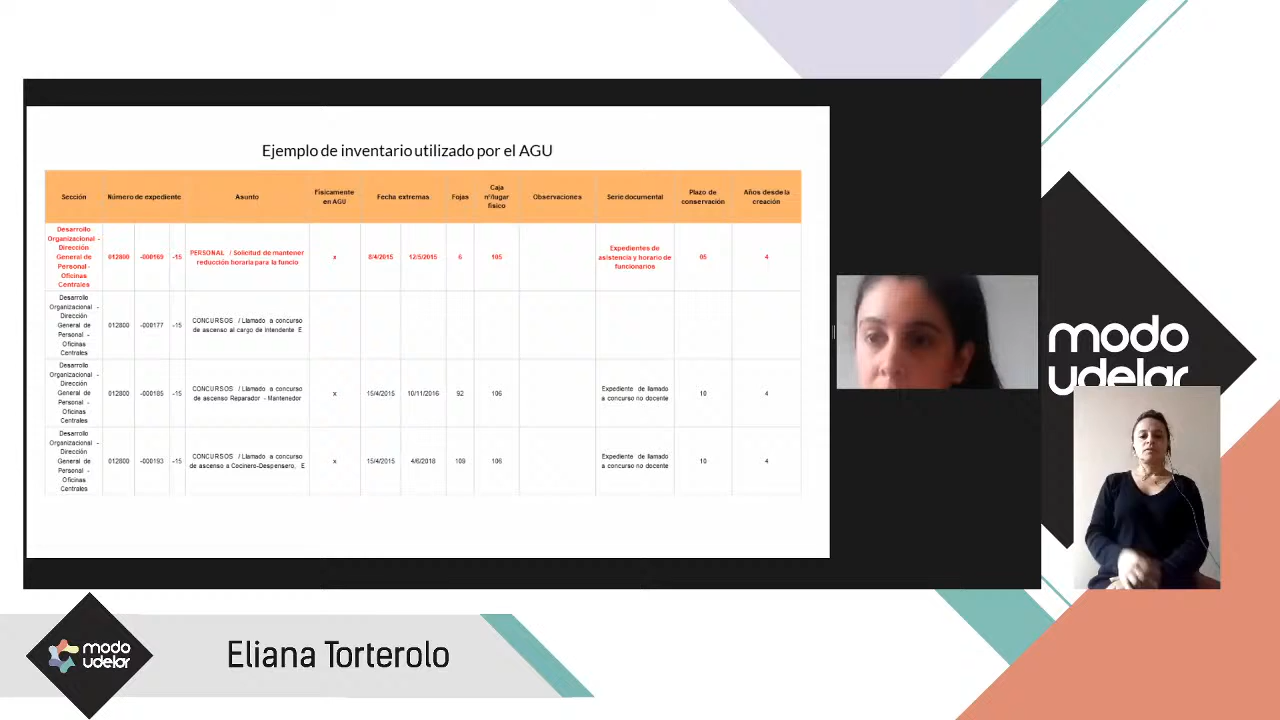 Ejemplo de inventario utilizado por el AGU
Sección Número de expediente Asunto Físicamente en AGU Fecha extremas Fojas Caja nº/lugar físico Observaciones Serie documental Plazo de conservación Años desde la creación
Desarrollo Organizacional - Dirección General de Personal - Oficinas Centrales 012800 -000169 -15 PERSONAL / Solicitud de mantener reducción horaria para la funcio x 8/4/2015 12/5/2015 6 105 Expedientes de asistencia y horario de funcionarios 05 4
Desarrollo Organizacional - Dirección General de Personal - Oficinas Centrales 012800 -000177 -15 CONCURSOS / Llamado a concurso de ascenso al cargo de Intendente E
Desarrollo Organizacional - Dirección General de Personal - Oficinas Centrales 012800 -000185 -15 CONCURSOS / Llamado a concurso de ascenso Reparador - Mantenedor x 15/4/2015 10/11/2016 92 106 Expediente de llamado a concurso no docente 10 4
Desarrollo Organizacional - Dirección General de Personal - Oficinas Centrales 012800 -000193 -15 CONCURSOS / Llamado a concurso de ascenso a Cocinero-Despensero, E x 15/4/2015 4/6/2018 109 106 Expediente de llamado a concurso no docente 10 4
modo
udelar
modo
udelar
Eliana Torterolo